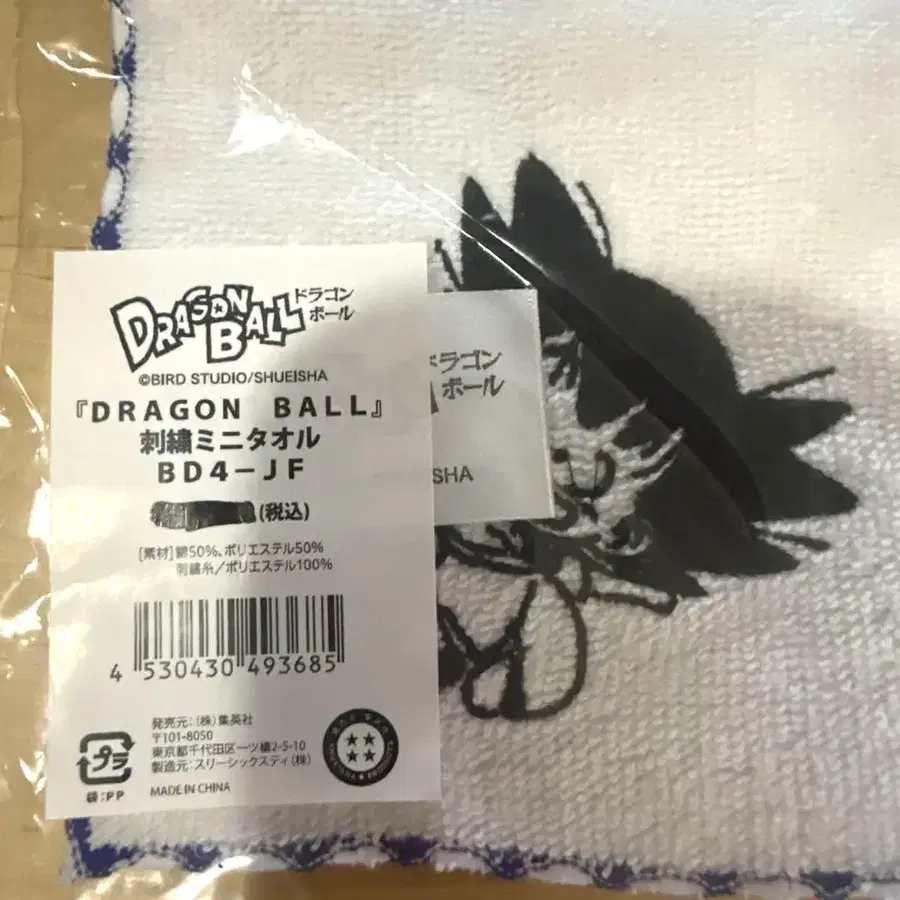 DRAGON BALL
ドラゴン
ボール
©BIRD STUDIO/SHUEISHA
『DRAGON BALL』
刺繍ミニタオル
BD4-JF
(税込)
[素材]綿50%、ポリエステル50%
刺繍糸/ポリエステル100%
4 530430 493685
発売元:(株)集英社
〒101-8050
東京都千代田区一ツ橋2-5-10
製造元:スリーシックスティ(株)
MADE IN CHINA
プラ
袋:PP
ドラゴン
ボール
SHA